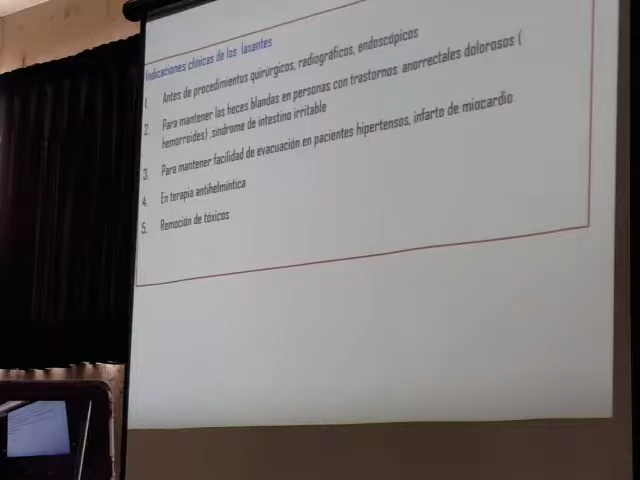 Indicaciones clínicas de los laxantes
1. Antes de procedimientos quirúrgicos, radiográficos, endoscópicos
2. Para mantener las heces blandas en personas con trastornos anorrectales dolorosos (
hemorroides) ,síndrome de intestino irritable
3. Para mantener facilidad de evacuación en pacientes hipertensos, infarto de miocardio
4. En terapia antihelmíntica
5. Remoción de tóxicos